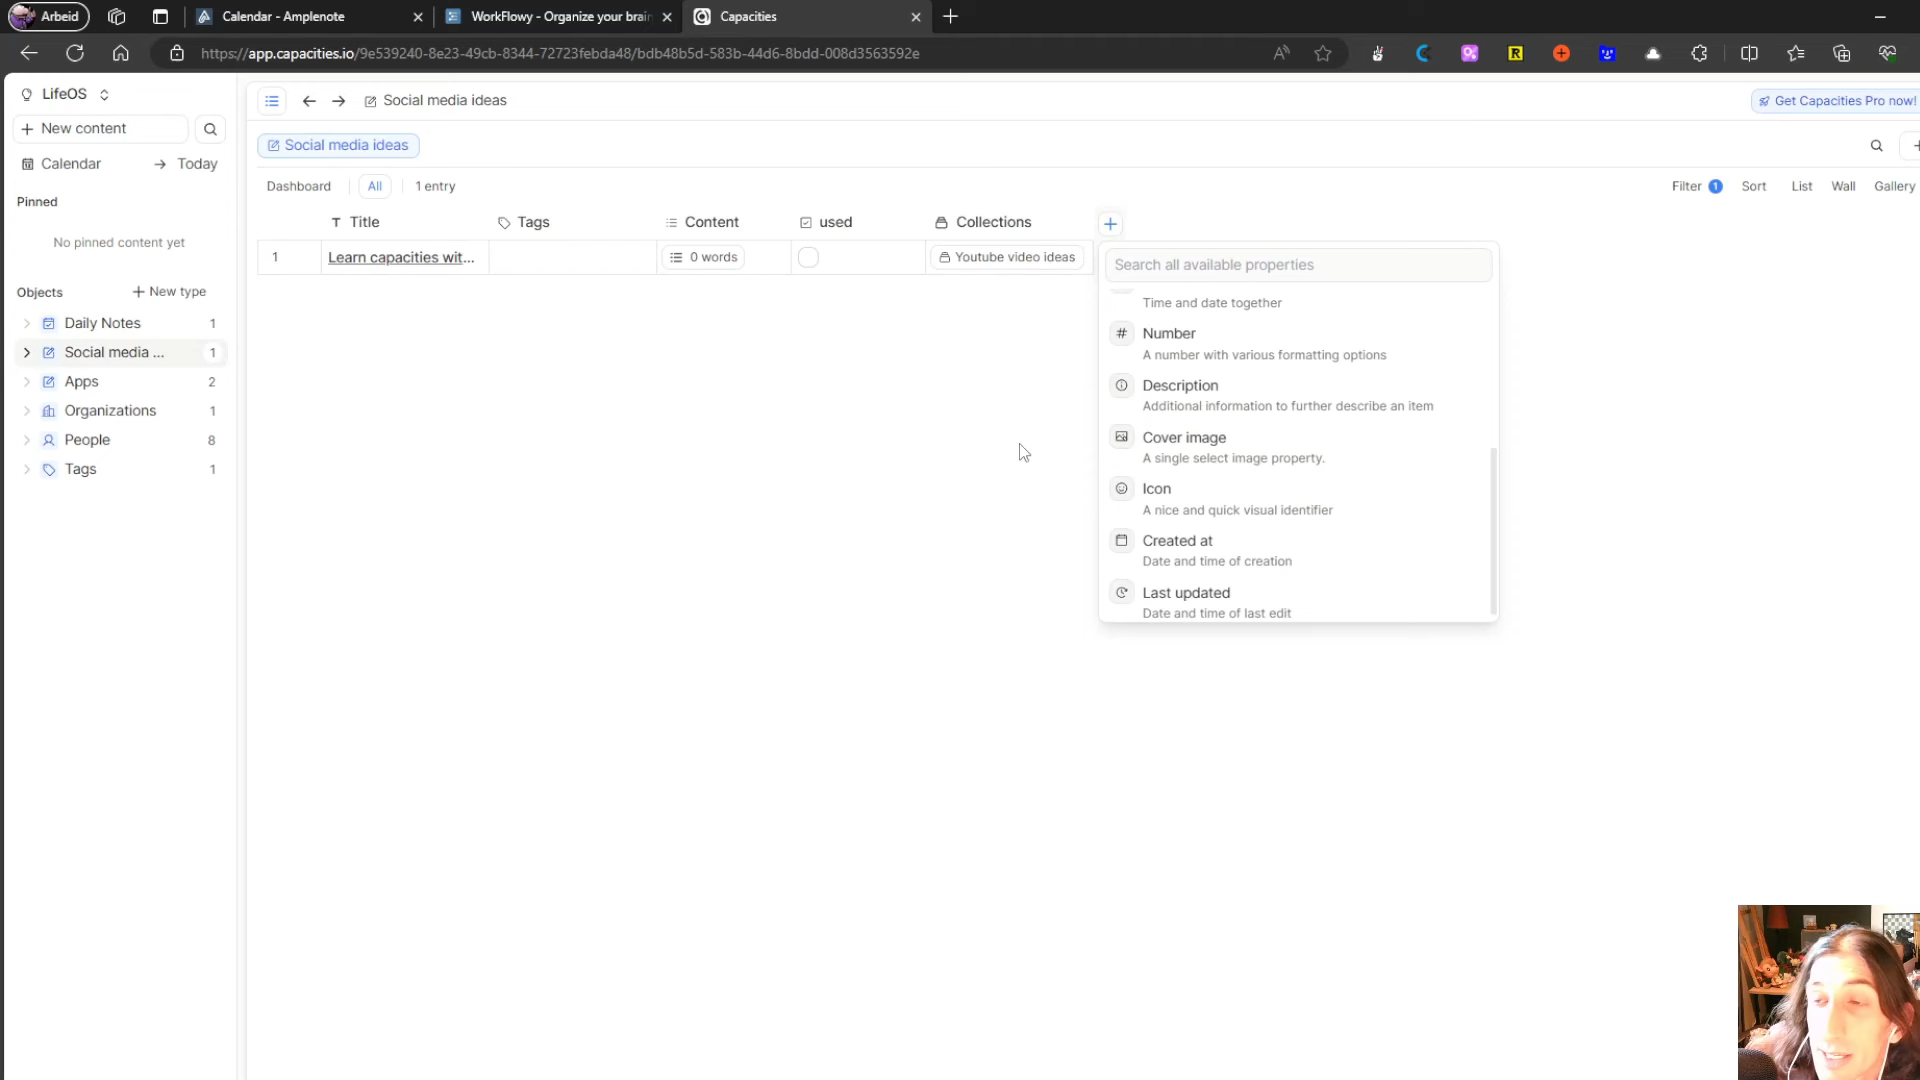 Arbeid
Calendar - Amplenote
WorkFlowy - Organize your brain
Capacities
https://app.capacities.io/9e539240-8e23-49cb-8344-72723febda48/bdb48b5d-583b-44d6-8bdd-008d3563592e
LifeOS
Social media ideas
Get Capacities Pro now!
New content
Social media ideas
Calendar
Today
Dashboard
All
1 entry
Filter 1
Sort
List
Wall
Gallery
Pinned
No pinned content yet
Title
Tags
Content
used
Collections
1
Learn capacities wit...
0 words
Youtube video ideas
Search all available properties
Time and date together
Number
A number with various formatting options
Description
Additional information to further describe an item
Cover image
A single select image property.
Icon
A nice and quick visual identifier
Created at
Date and time of creation
Last updated
Date and time of last edit
Objects
New type
Daily Notes 1
Social media ... 1
Apps 2
Organizations 1
People 8
Tags 1